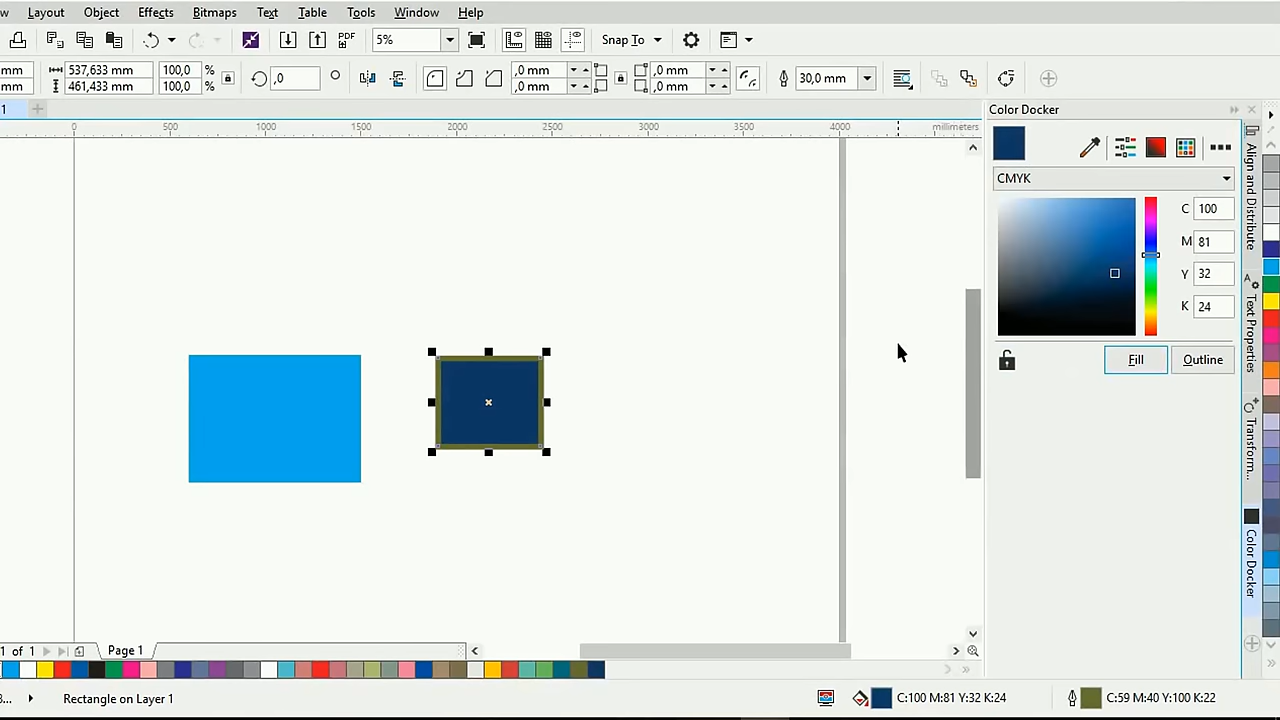 w Layout Object Effects Bitmaps Text Table Tools Window Help
PDF 5% Snap To
mm 537,633 mm 100,0 % ,0 ,0 mm ,0 mm 30,0 mm
mm 461,433 mm 100,0 % ,0 mm ,0 mm
1
0 500 1000 1500 2000 2500 3000 3500 4000 millimeters
Color Docker
CMYK
C 100
M 81
Y 32
K 24
Fill Outline
Align and Distribute
Text Properties
Transform...
Color Docker
1 of 1 Page 1
3... Rectangle on Layer 1 C:100 M:81 Y:32 K:24 C:59 M:40 Y:100 K:22